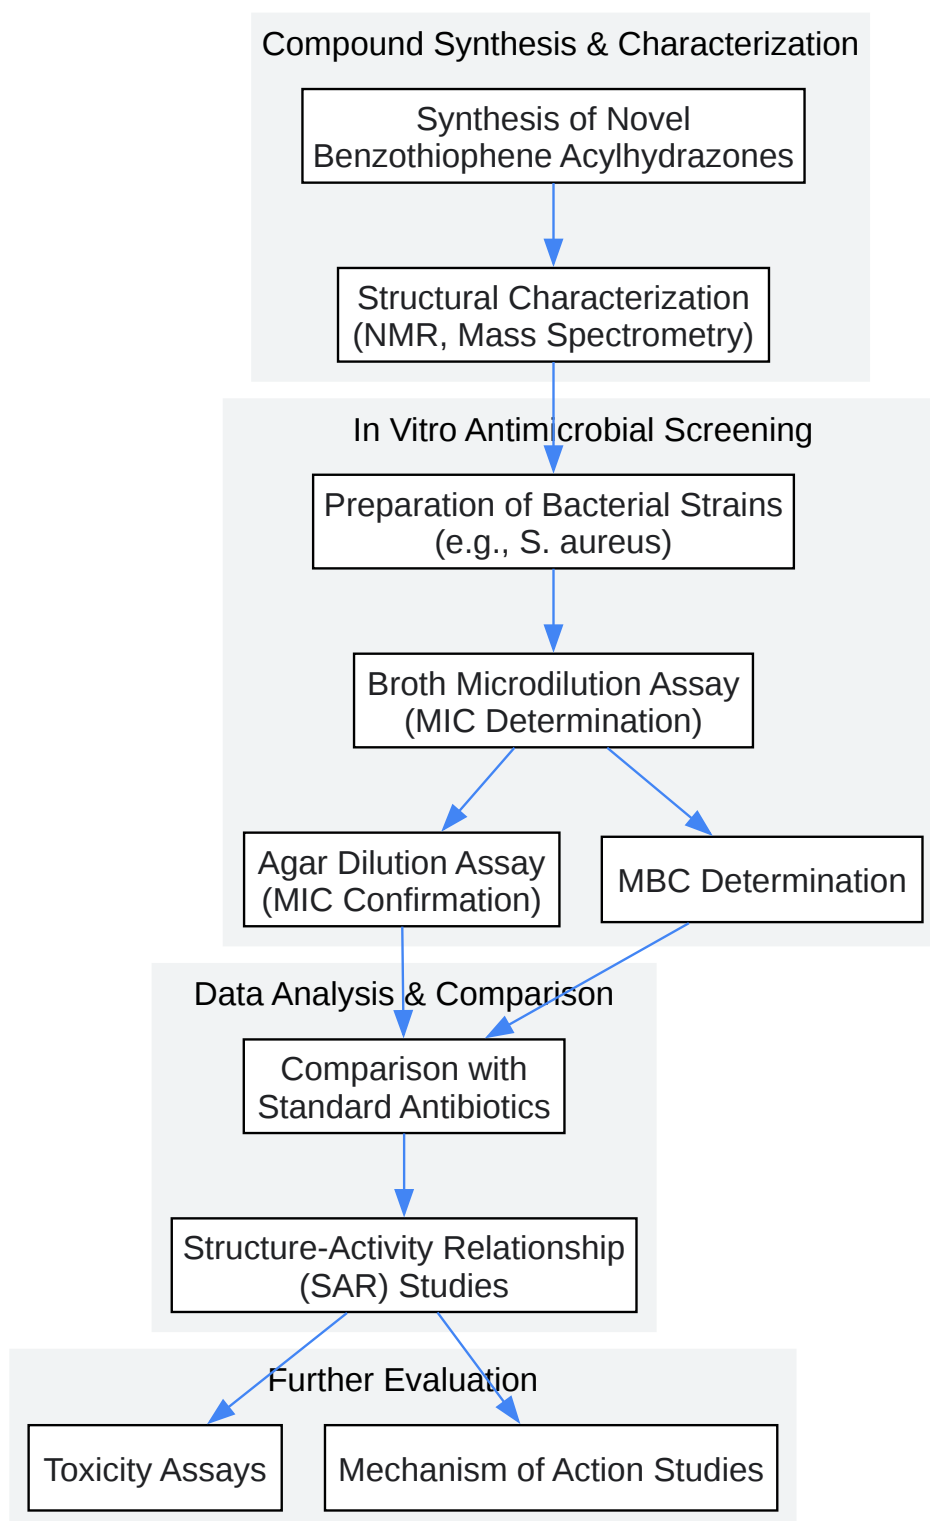 Compound Synthesis & Characterization
Synthesis of Novel
Benzothiophene Acylhydrazones
Structural Characterization
(NMR, Mass Spectrometry)
In Vitro Antimicrobial Screening
Preparation of Bacterial Strains
(e.g., S. aureus)
Broth Microdilution Assay
(MIC Determination)
Agar Dilution Assay
(MIC Confirmation)
MBC Determination
Data Analysis & Comparison
Comparison with
Standard Antibiotics
Structure-Activity Relationship
(SAR) Studies
Further Evaluation
Toxicity Assays
Mechanism of Action Studies